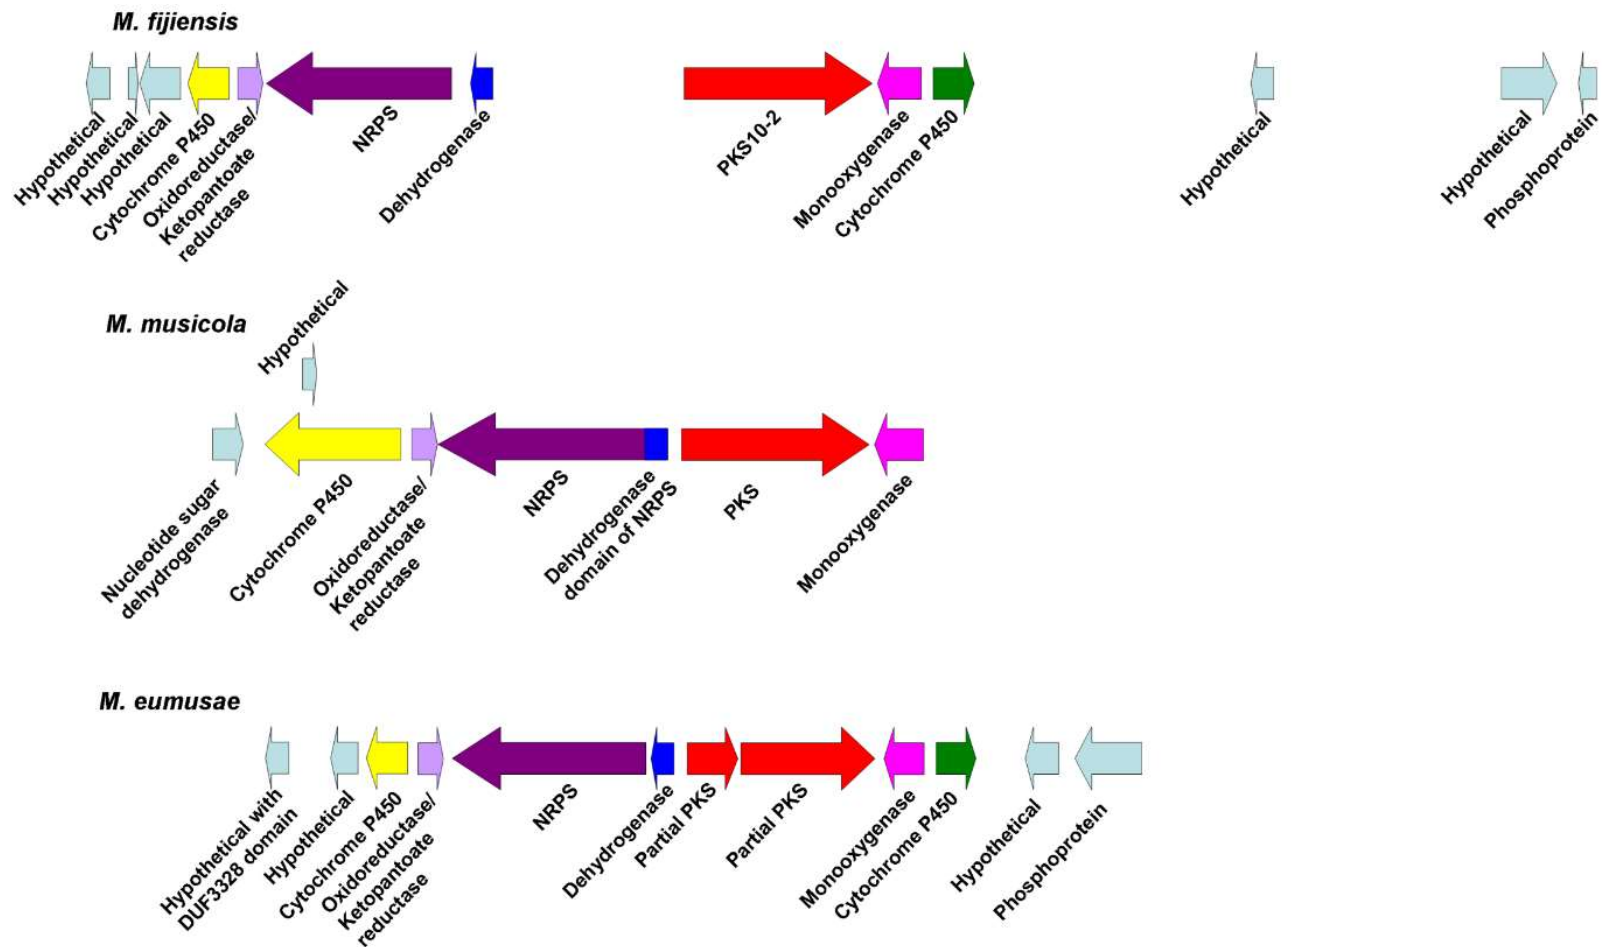 M. fijiensis
Hypothetical
Hypothetical
Hypothetical
Cytochrome P450
Oxidoreductase/
Ketopantoate
reductase
NRPS
Dehydrogenase
PKS10-2
Monooxygenase
Cytochrome P450
Hypothetical
Hypothetical
Phosphoprotein
M. musicola
Hypothetical
Nucleotide sugar
dehydrogenase
Cytochrome P450
Oxidoreductase/
Ketopantoate
reductase
NRPS
Dehydrogenase
domain of NRPS
PKS
Monooxygenase
M. eumusae
Hypothetical with
DUF3328 domain
Hypothetical
Cytochrome P450
Oxidoreductase/
Ketopantoate
reductase
NRPS
Dehydrogenase
Partial PKS
Partial PKS
Monooxygenase
Cytochrome P450
Hypothetical
Phosphoprotein